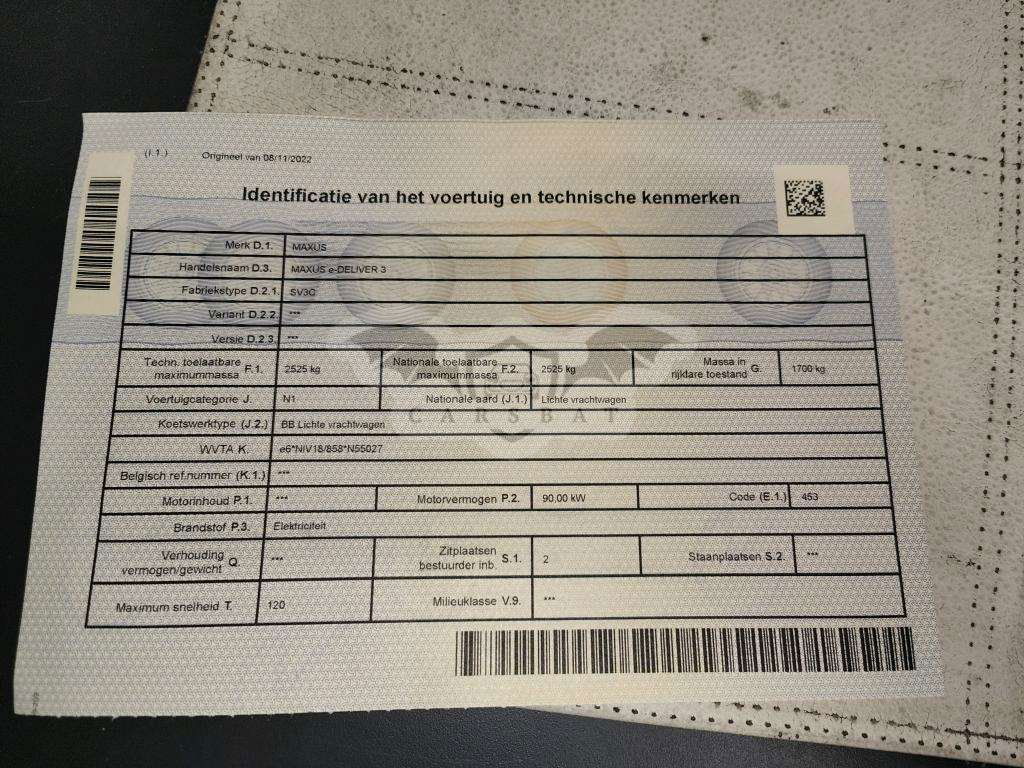 (I.1.) Origineel van 08/11/2022
Identificatie van het voertuig en technische kenmerken
Merk D.1. MAXUS
Handelsnaam D.3. MAXUS e-DELIVER 3
Fabriekstype D.2.1. SV3C
Variant D.2.2. ***
Versie D.2.3. ***
Techn. toelaatbare maximummassa F.1. 2525 kg Nationale toelaatbare maximummassa F.2. 2525 kg Massa in rijklare toestand G. 1700 kg
Voertuigcategorie J. N1 Nationale aard (J.1.) Lichte vrachtwagen
CARSBAT
Koetswerktype (J.2.) BB Lichte vrachtwagen
WVTA K. e6*NIV18/858*N55027
Belgisch ref.nummer (K.1.) ***
Motorinhoud P.1. *** Motorvermogen P.2. 90,00 kW Code (E.1.) 453
Brandstof P.3. Elektriciteit
Verhouding vermogen/gewicht Q. *** Zitplaatsen bestuurder inb. S.1. 2 Staanplaatsen S.2. ***
Maximum snelheid T. 120 Milieuklasse V.9. ***